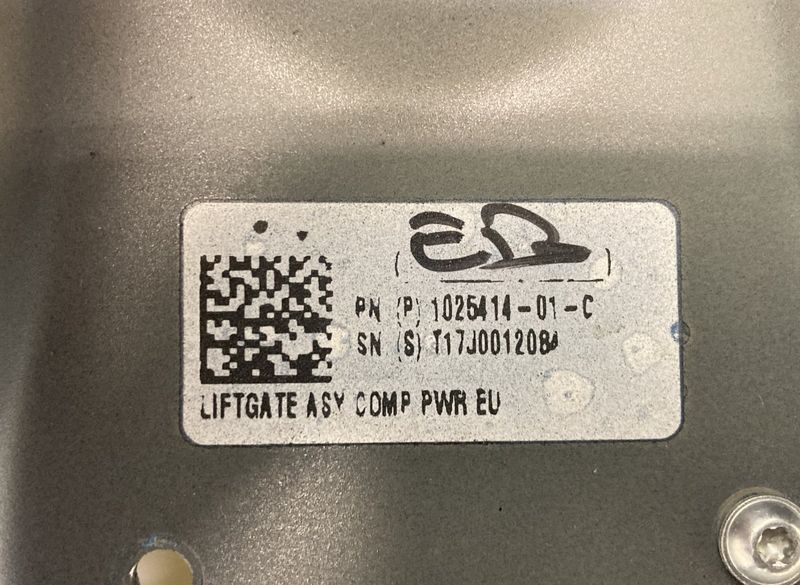 PN (P) 1025414-01-C
SN (S) T17J0012084
LIFTGATE ASY COMP PWR EU